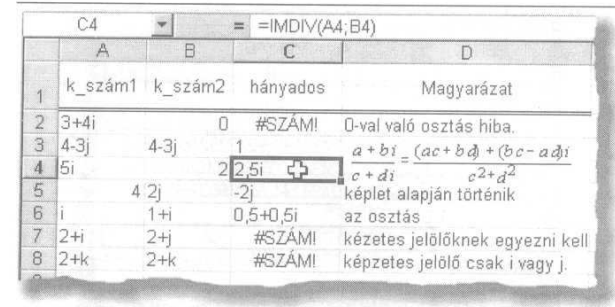 C4 = =IMDIV(A4;B4)
A B C D
1 k_szám1 k_szám2 hányados Magyarázat
2 3+4i 0 #SZÁM! 0-val való osztás hiba.
3 4-3j 4-3j 1 a+bi/c+di = (ac+bd)+(bc-ad)i/c²+d²
4 5i 2 2,5i
5 4 2j -2j képlet alapján történik
6 i 1+i 0,5+0,5i az osztás
7 2+i 2+j #SZÁM! kézetes jelölőknek egyezni kell
8 2+k 2+k #SZÁM! képzetes jelölő csak i vagy j.